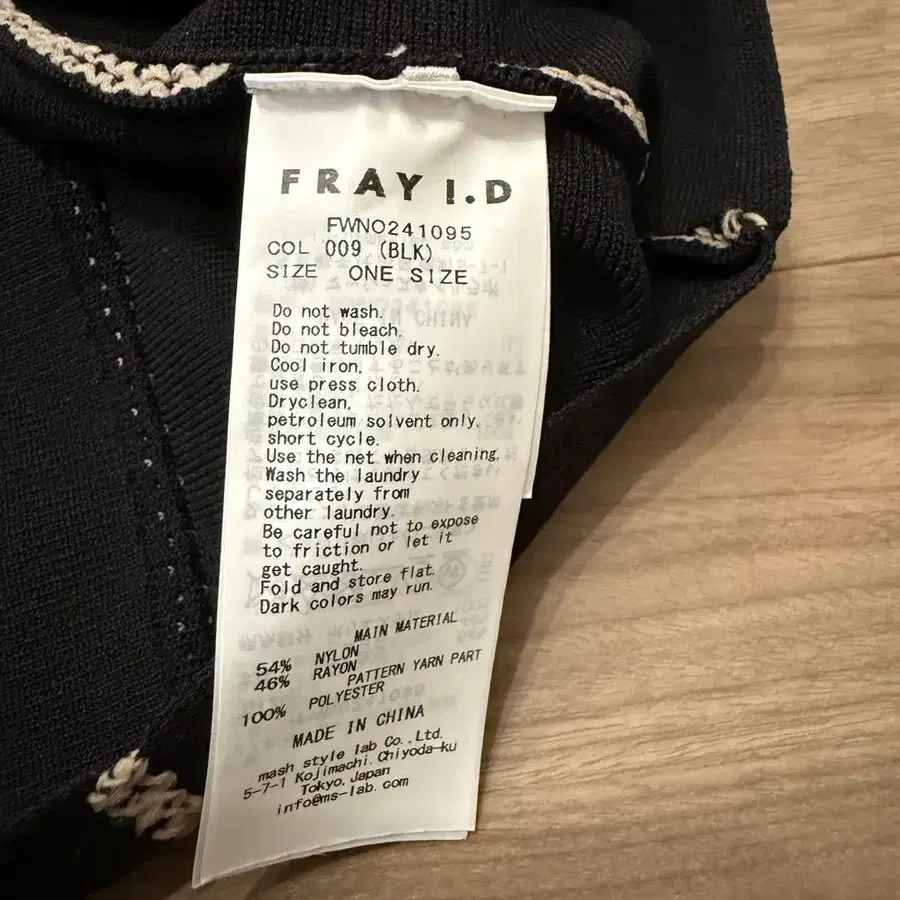 FRAY I.D
FWNO241095
COL 009 (BLK)
SIZE ONE SIZE
Do not wash.
Do not bleach.
Do not tumble dry.
Cool iron,
use press cloth.
Dryclean,
petroleum solvent only,
short cycle.
Use the net when cleaning.
Wash the laundry
separately from
other laundry.
Be careful not to expose
to friction or let it
get caught.
Fold and store flat.
Dark colors may run.
MAIN MATERIAL
54% NYLON
46% RAYON
PATTERN YARN PART
100% POLYESTER
MADE IN CHINA
mash style lab Co.,Ltd.
5-7-1 Kojimachi,Chiyoda-ku
Tokyo,Japan
info@ms-lab.com